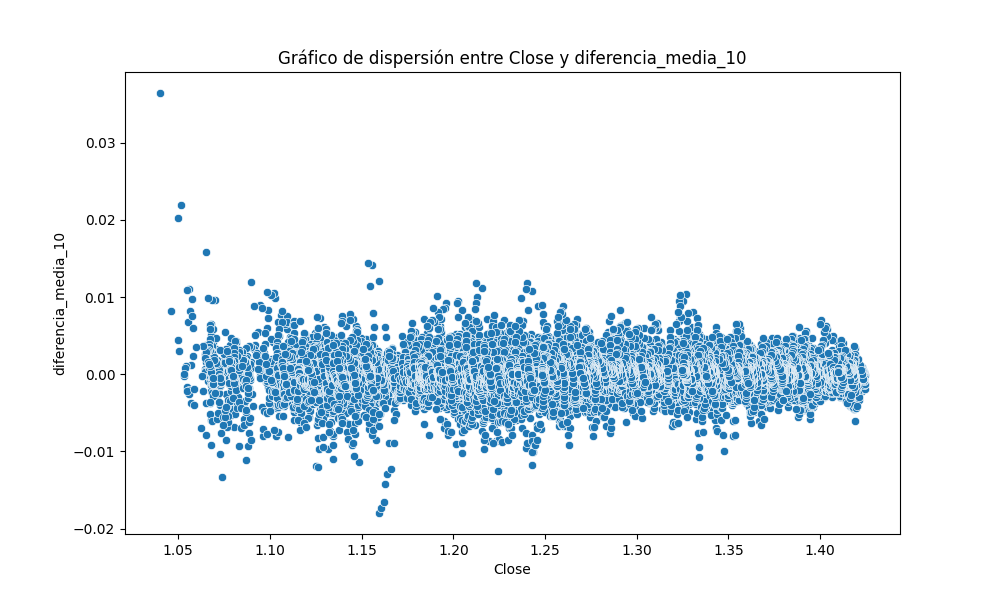 Gráfico de dispersión entre Close y diferencia_media_10
diferencia_media_10
0.03
0.02
0.01
0.00
−0.01
−0.02
1.05 1.10 1.15 1.20 1.25 1.30 1.35 1.40
Close